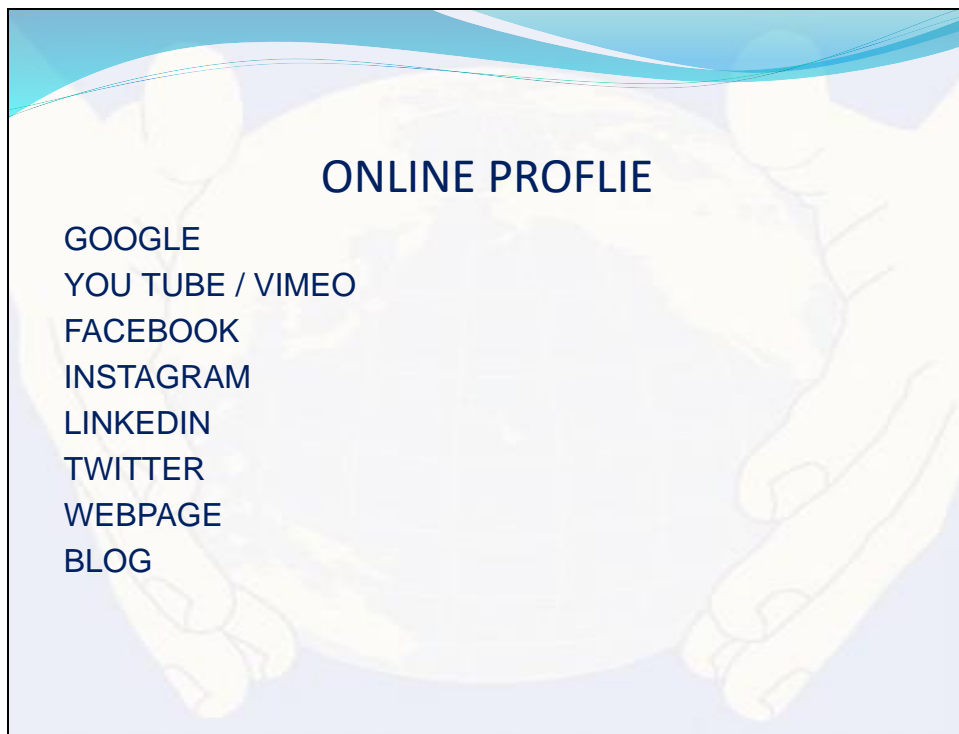 ONLINE PROFLIE
GOOGLE
YOU TUBE / VIMEO
FACEBOOK
INSTAGRAM
LINKEDIN
TWITTER
WEBPAGE
BLOG